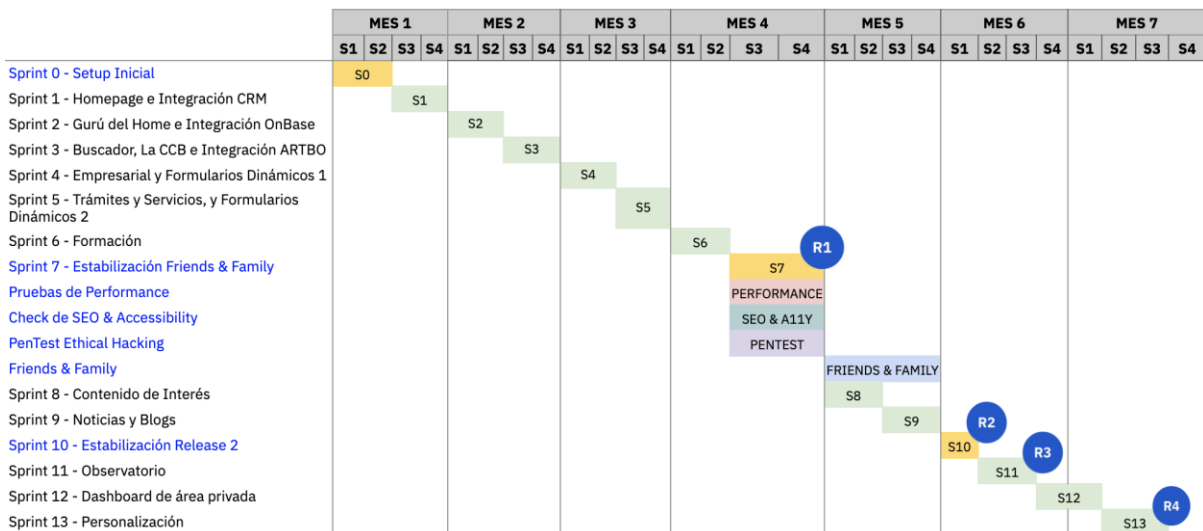 MES 1 MES 2 MES 3 MES 4 MES 5 MES 6 MES 7
S1 S2 S3 S4 S1 S2 S3 S4 S1 S2 S3 S4 S1 S2 S3 S4 S1 S2 S3 S4 S1 S2 S3 S4 S1 S2 S3 S4
Sprint 0 - Setup Inicial S0
Sprint 1 - Homepage e Integración CRM S1
Sprint 2 - Gurú del Home e Integración OnBase S2
Sprint 3 - Buscador, La CCB e Integración ARTBO S3
Sprint 4 - Empresarial y Formularios Dinámicos 1 S4
Sprint 5 - Trámites y Servicios, y Formularios
Dinámicos 2 S5
Sprint 6 - Formación S6 R1
Sprint 7 - Estabilización Friends & Family S7
Pruebas de Performance PERFORMANCE
Check de SEO & Accessibility SEO & A11Y
PenTest Ethical Hacking PENTEST
Friends & Family FRIENDS & FAMILY
Sprint 8 - Contenido de Interés S8
Sprint 9 - Noticias y Blogs S9 R2
Sprint 10 - Estabilización Release 2 S10 R3
Sprint 11 - Observatorio S11
Sprint 12 - Dashboard de área privada S12 R4
Sprint 13 - Personalización S13